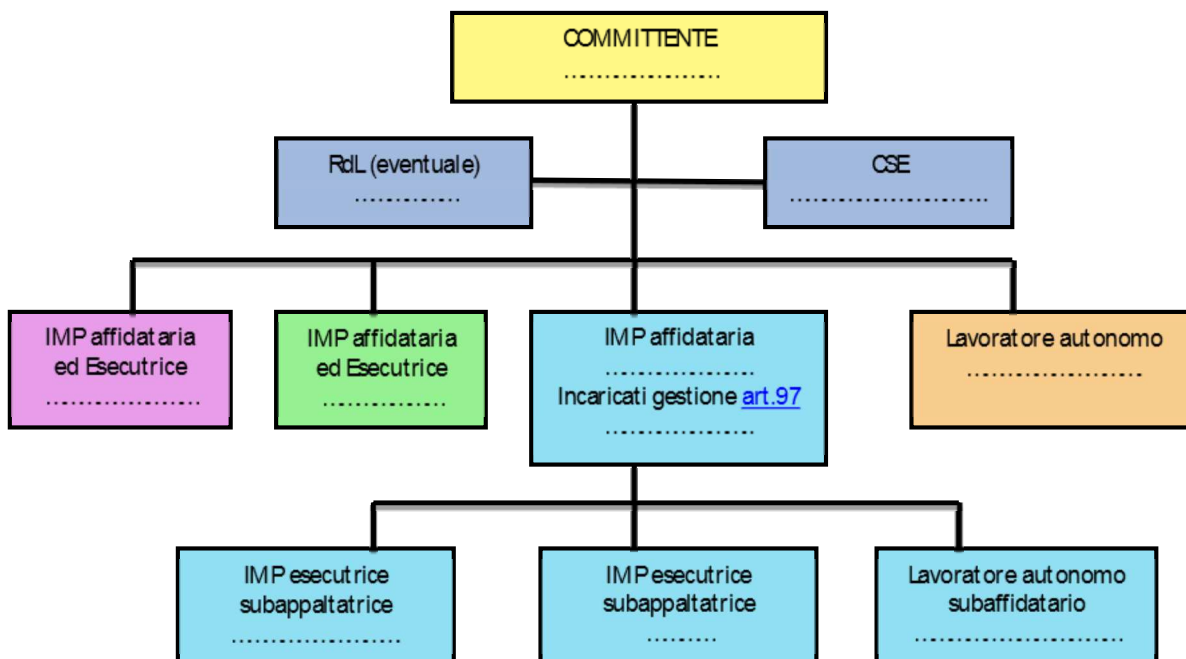 COMMITTENTE
.......................
RdL (eventuale)
...............
CSE
............................
IMP affidataria
ed Esecutrice
......................
IMP affidataria
ed Esecutrice
.................
IMP affidataria
.....................
Incaricati gestione art.97
.....................
Lavoratore autonomo
.........................
IMP esecutrice
subappaltatrice
........................
IMP esecutrice
subappaltatrice
..........
Lavoratore autonomo
subaffidatario
..............................